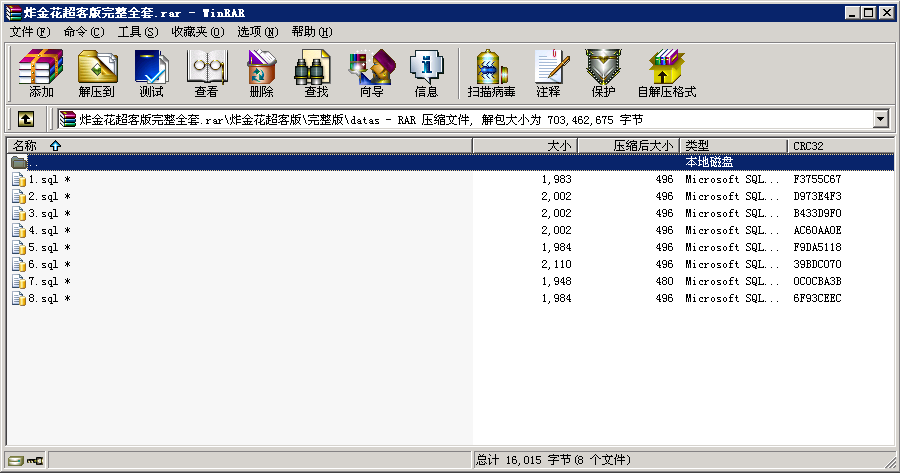 炸金花超客版完整全套.rar - WinRAR
文件(F) 命令(C) 工具(S) 收藏夹(O) 选项(N) 帮助(H)
添加 解压到 测试 查看 删除 查找 向导 信息 扫描病毒 注释 保护 自解压格式
炸金花超客版完整全套.rar\炸金花超客版\完整版\datas - RAR 压缩文件, 解包大小为 703,462,675 字节
名称 大小 压缩后大小 类型 CRC32
.. 本地磁盘
1.sql * 1,983 496 Microsoft SQL... F3755C67
2.sql * 2,002 496 Microsoft SQL... D973E4F3
3.sql * 2,002 496 Microsoft SQL... B433D9F0
4.sql * 2,002 496 Microsoft SQL... AC60AA0E
5.sql * 1,984 496 Microsoft SQL... F9DA5118
6.sql * 2,110 496 Microsoft SQL... 39BDC070
7.sql * 1,948 480 Microsoft SQL... 0C0CBA3B
8.sql * 1,984 496 Microsoft SQL... 6F93CEEC
总计 16,015 字节(8 个文件)